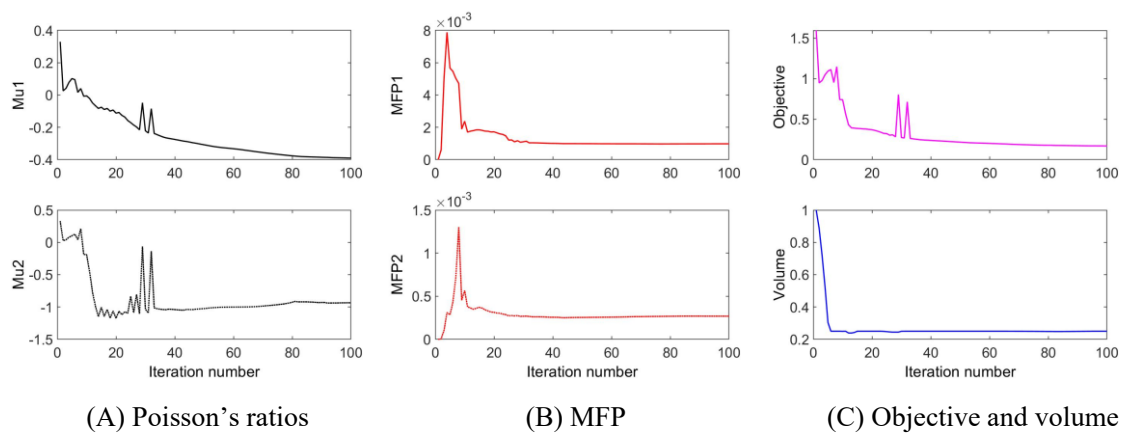 0.4
0.2
0
-0.2
-0.4
Mu1
0 20 40 60 80 100
0.5
0
-0.5
-1
-1.5
Mu2
0 20 40 60 80 100
Iteration number
(A) Poisson's ratios
×10⁻³
8
6
4
2
0
MFP1
0 20 40 60 80 100
×10⁻³
1.5
1
0.5
0
MFP2
0 20 40 60 80 100
Iteration number
(B) MFP
1.5
1
0.5
0
Objective
0 20 40 60 80 100
1
0.8
0.6
0.4
0.2
Volume
0 20 40 60 80 100
Iteration number
(C) Objective and volume